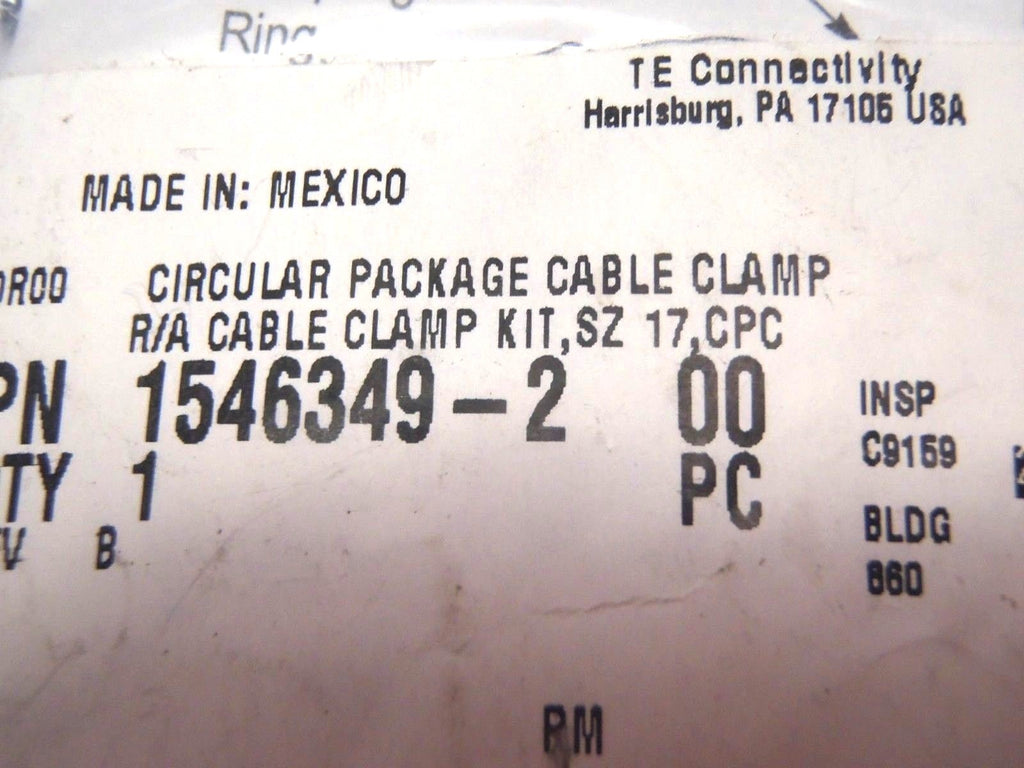 Ring
TE Connectivity
Harrisburg, PA 17105 USA
MADE IN: MEXICO
CIRCULAR PACKAGE CABLE CLAMP
R/A CABLE CLAMP KIT,SZ 17,CPC
PN 1546349-2 00
TY 1 PC
V B
INSP
C9159
BLDG
860
RM